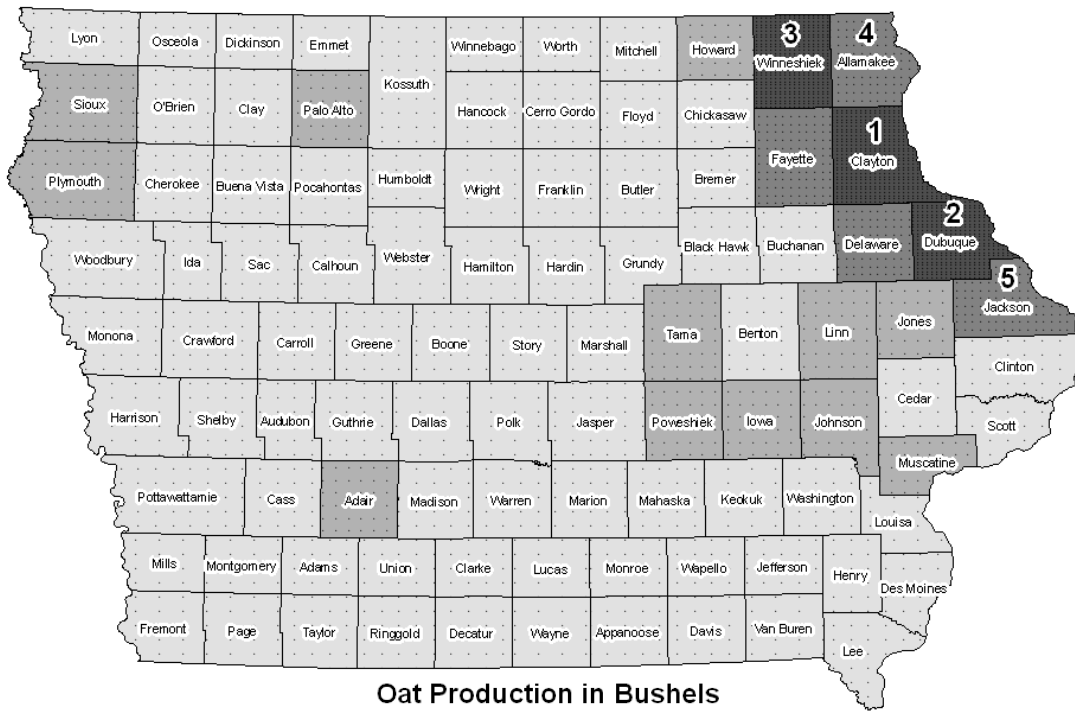 3 4
Lyon Osceola Dickinson Emmet Winnebago Worth Mitchell Howard Winneshiek Allamakee
Kossuth
Sioux O'Brien Clay Palo Alto Hancock Cerro Gordo Floyd Chickasaw
1
Fayette Clayton
Plymouth Cherokee Buena Vista Pocahontas Humboldt Wright Franklin Butler Bremer
2
Woodbury Ida Sac Calhoun Webster Hamilton Hardin Grundy Black Hawk Buchanan Delaware Dubuque
5
Jackson
Monona Crawford Carroll Greene Boone Story Marshall Tama Benton Linn Jones
Clinton
Harrison Shelby Audubon Guthrie Dallas Polk Jasper Poweshiek Iowa Johnson Cedar Scott
Muscatine
Pottawattamie Cass Adair Madison Warren Marion Mahaska Keokuk Washington
Louisa
Mills Montgomery Adams Union Clarke Lucas Monroe Wapello Jefferson Henry Des Moines
Fremont Page Taylor Ringgold Decatur Wayne Appanoose Davis Van Buren
Lee
Oat Production in Bushels